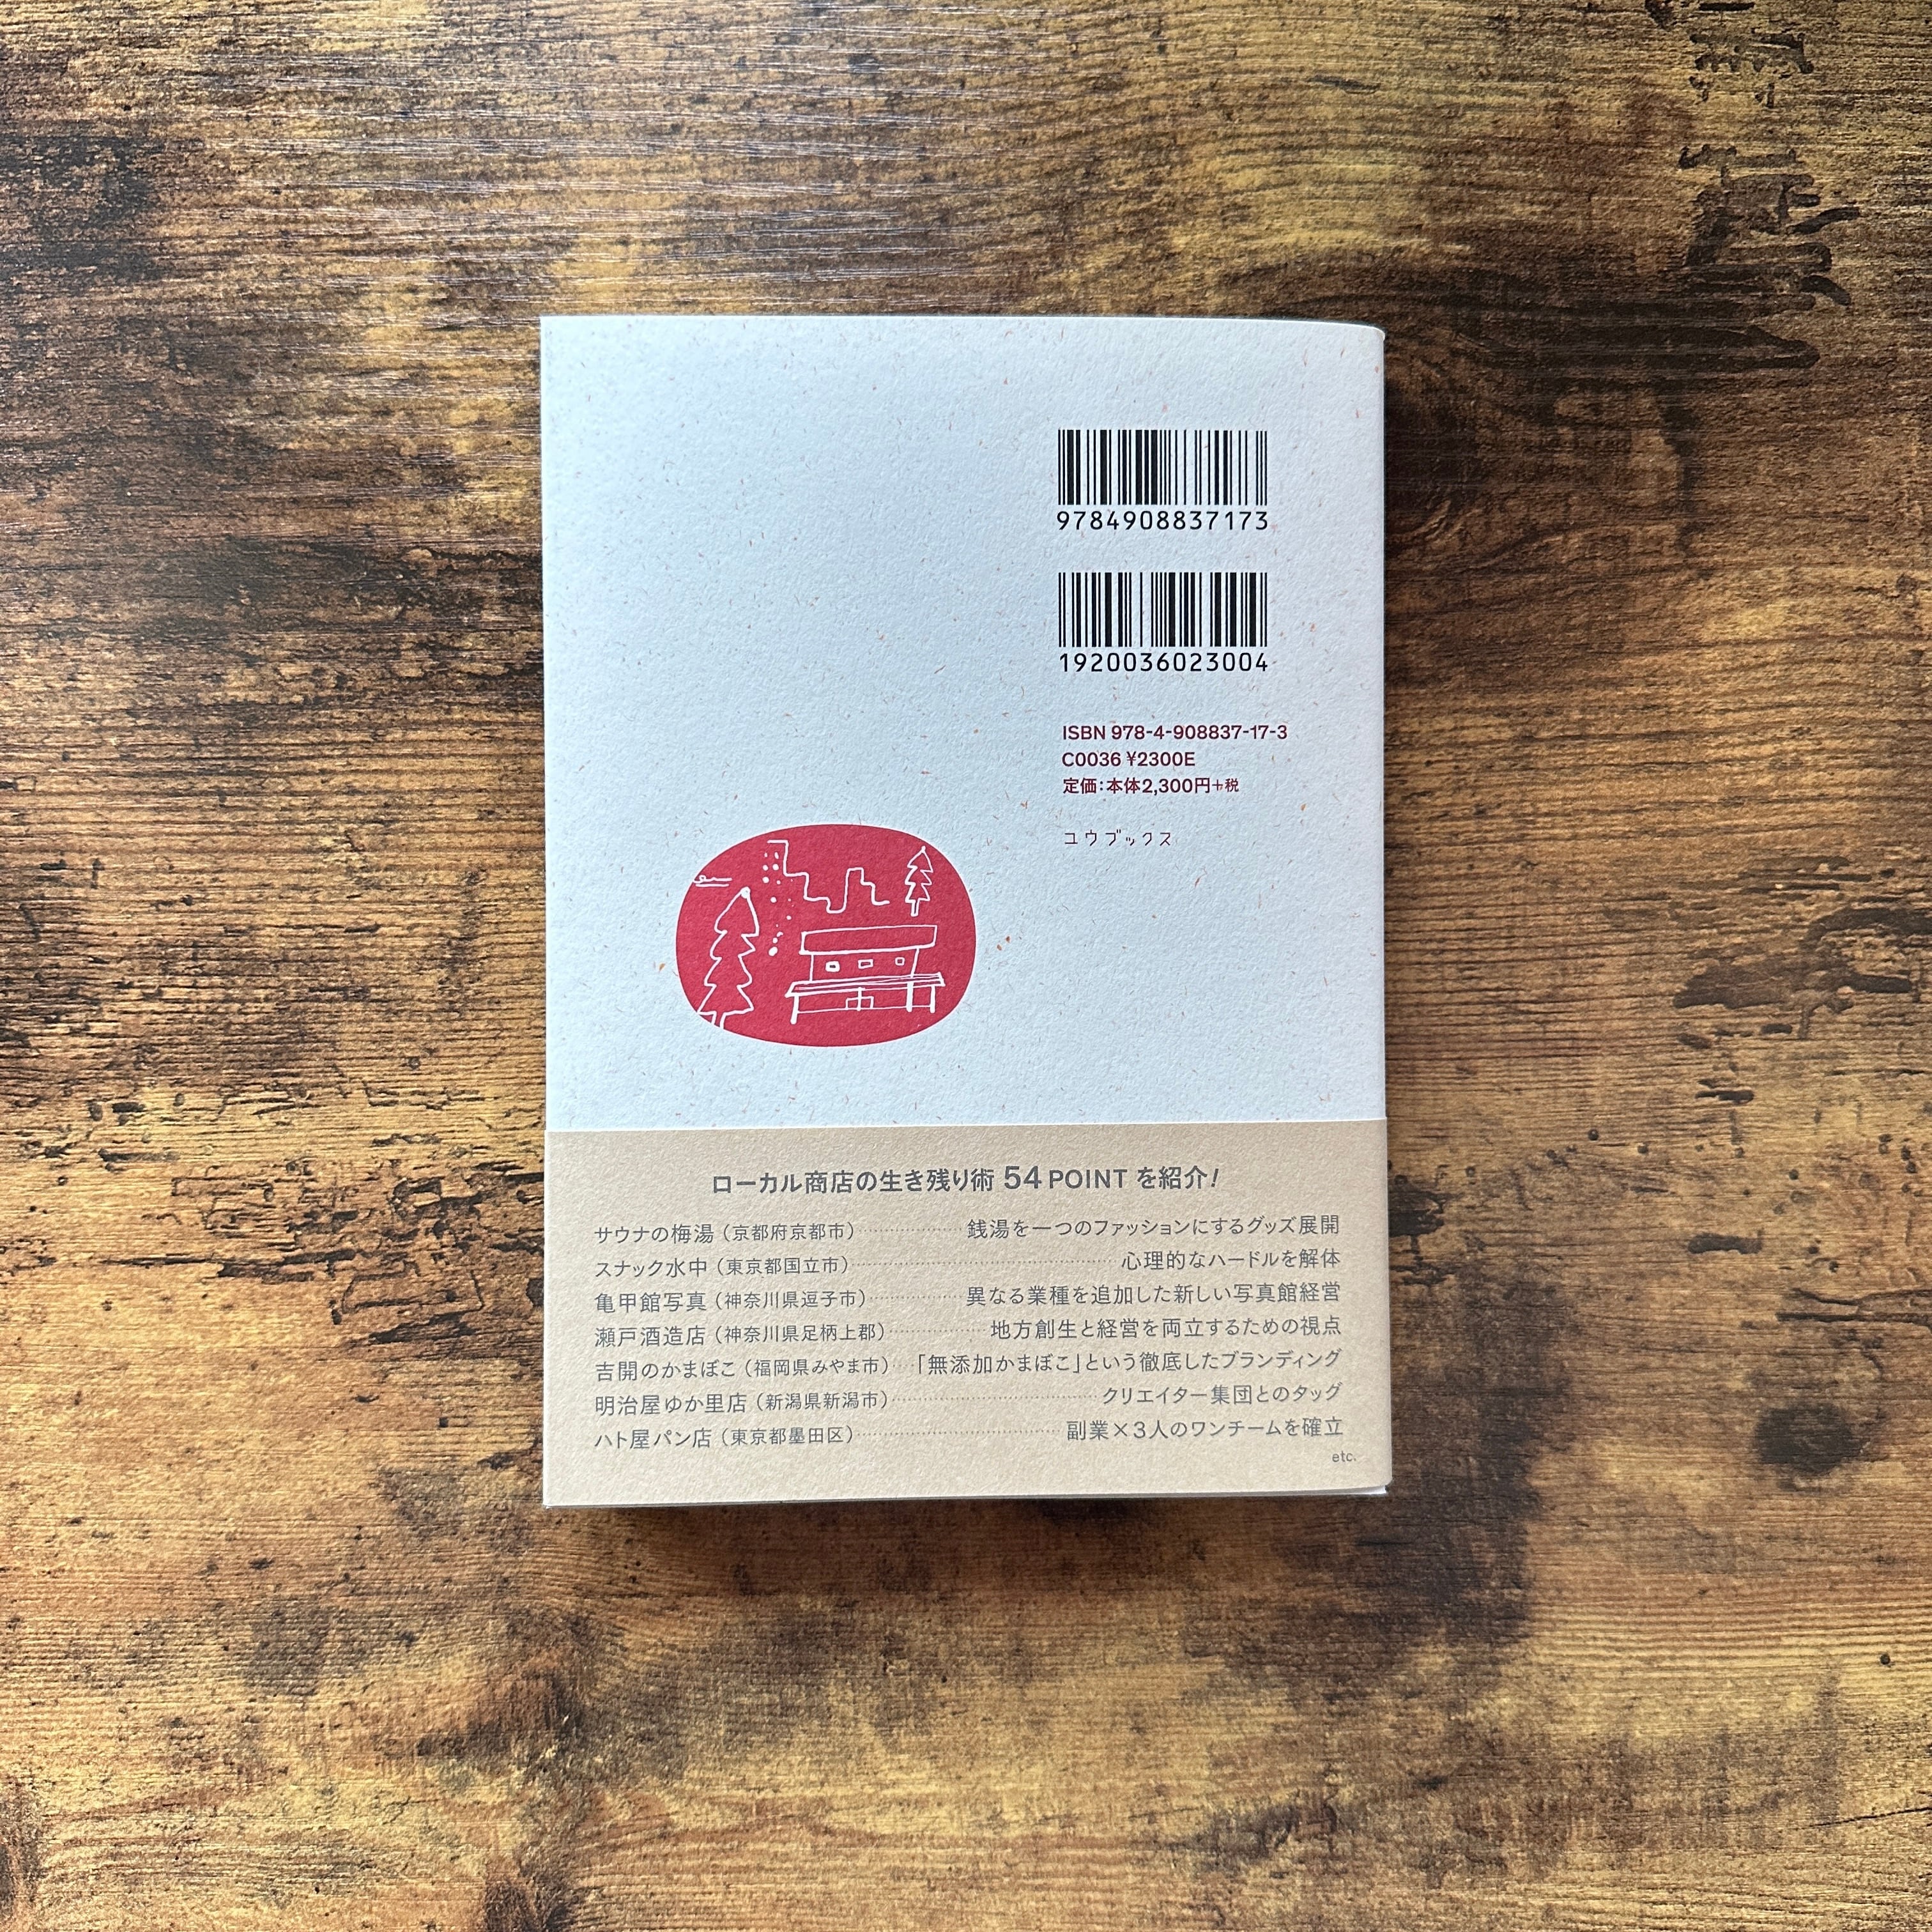 9784908837173
1920036023004
ISBN 978-4-908837-17-3
C0036 ¥2300E
定価:本体2,300円+税
ユウブックス
ローカル商店の生き残り術 54 POINT を紹介!
サウナの梅湯(京都府京都市)……………… 銭湯を一つのファッションにするグッズ展開
スナック水中(東京都国立市)……………… 心理的なハードルを解体
亀甲館写真(神奈川県逗子市)……………… 異なる業種を追加した新しい写真館経営
瀬戸酒造店(神奈川県足柄上郡)……………… 地方創生と経営を両立するための視点
吉開のかまぼこ(福岡県みやま市)…「無添加かまぼこ」という徹底したブランディング
明治屋ゆか里店(新潟県新潟市)……………… クリエイター集団とのタッグ
ハト屋パン店(東京都墨田区)……………… 副業×3人のワンチームを確立
etc.